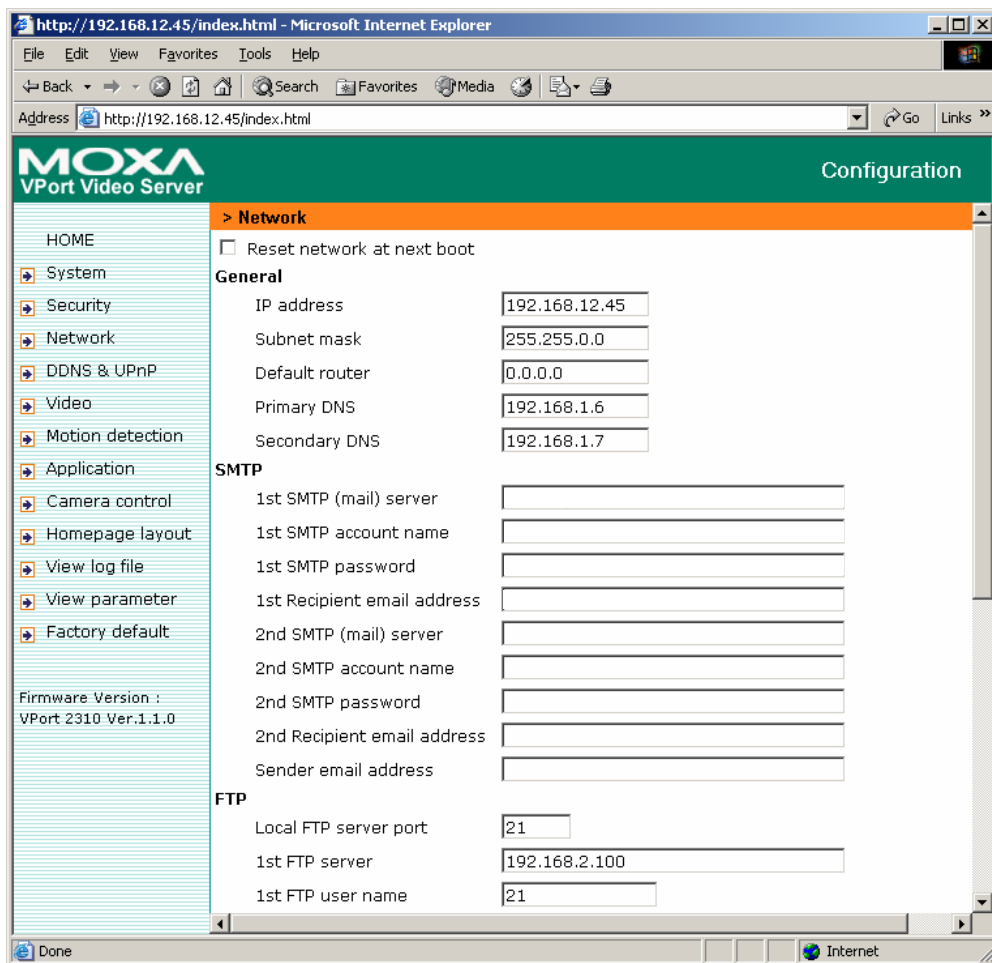 http://192.168.12.45/index.html - Microsoft Internet Explorer
File Edit View Favorites Tools Help
Back Search Favorites Media
Address http://192.168.12.45/index.html Go Links »
MOXA
VPort Video Server
Configuration
HOME
System
Security
Network
DDNS & UPnP
Video
Motion detection
Application
Camera control
Homepage layout
View log file
View parameter
Factory default
Firmware Version :
VPort 2310 Ver.1.1.0
> Network
Reset network at next boot
General
IP address 192.168.12.45
Subnet mask 255.255.0.0
Default router 0.0.0.0
Primary DNS 192.168.1.6
Secondary DNS 192.168.1.7
SMTP
1st SMTP (mail) server
1st SMTP account name
1st SMTP password
1st Recipient email address
2nd SMTP (mail) server
2nd SMTP account name
2nd SMTP password
2nd Recipient email address
Sender email address
FTP
Local FTP server port 21
1st FTP server 192.168.2.100
1st FTP user name 21
Done Internet